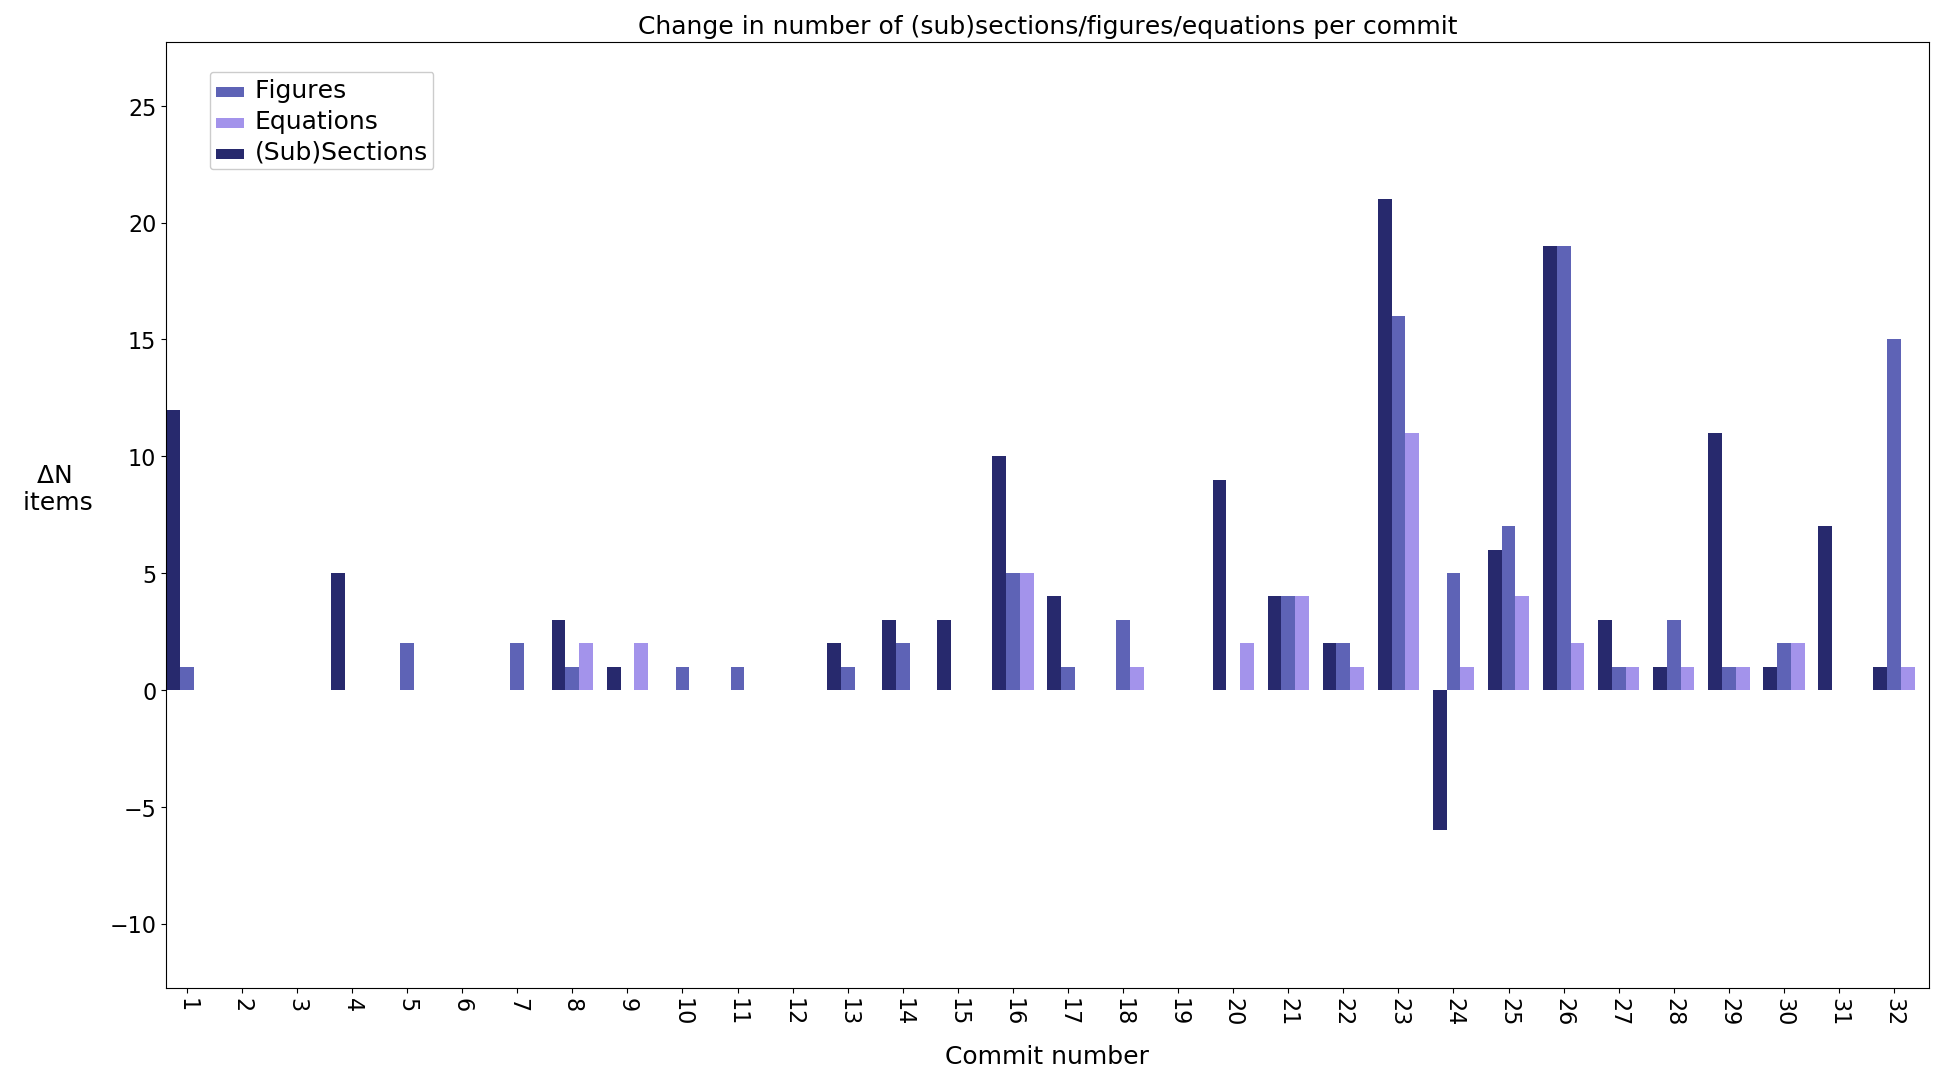 Change in number of (sub)sections/figures/equations per commit
Figures
Equations
(Sub)Sections
25
20
15
10
5
0
−5
−10
ΔN
items
1 2 3 4 5 6 7 8 9 10 11 12 13 14 15 16 17 18 19 20 21 22 23 24 25 26 27 28 29 30 31 32
Commit number